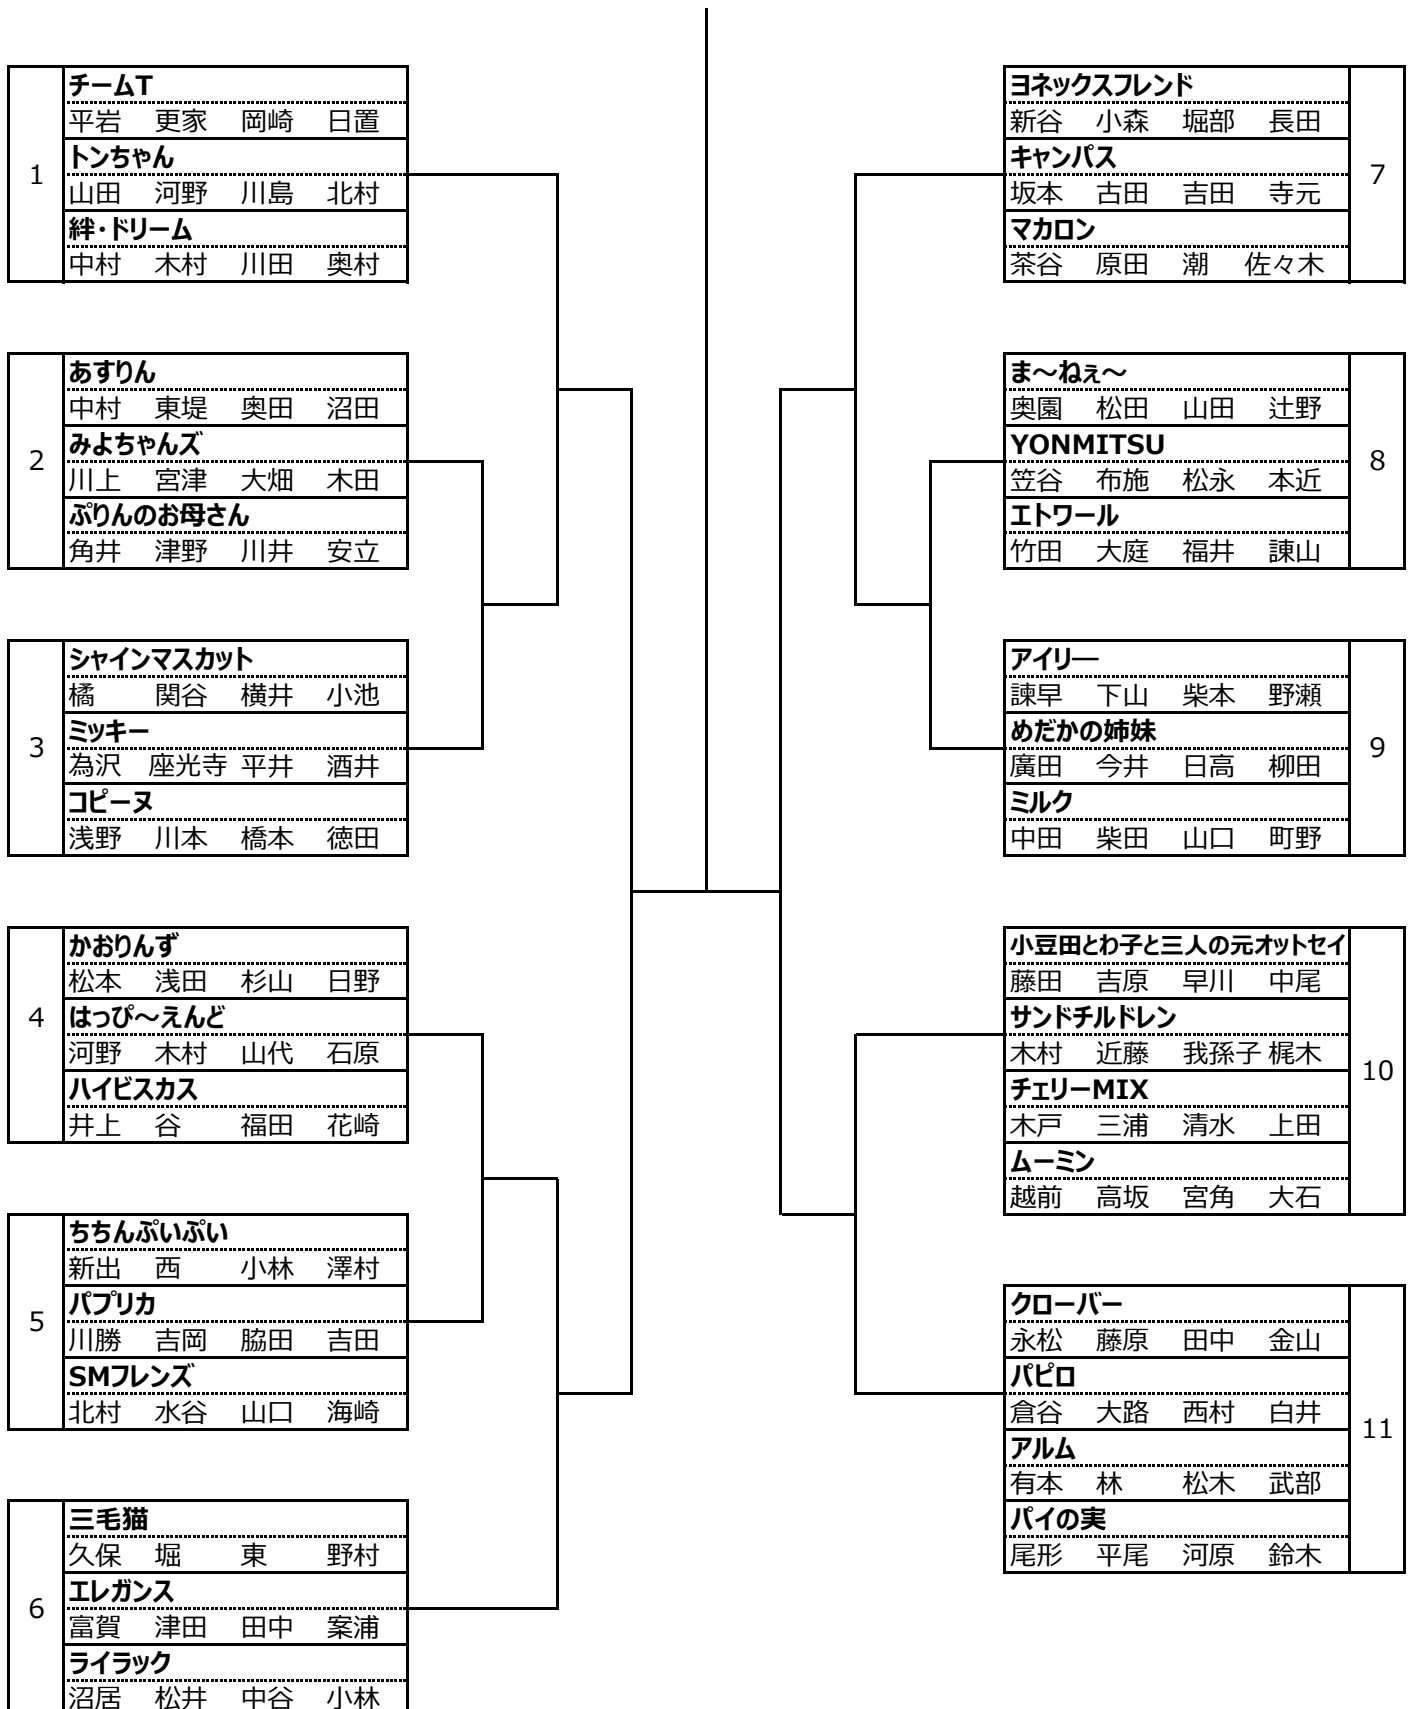 1
チームT
平岩 更家 岡崎 日置
トンちゃん
山田 河野 川島 北村
絆・ドリーム
中村 木村 川田 奥村
2
あすりん
中村 東堤 奥田 沼田
みよちゃんズ
川上 宮津 大畑 木田
ぷりんのお母さん
角井 津野 川井 安立
3
シャインマスカット
橘 関谷 横井 小池
ミッキー
為沢 座光寺 平井 酒井
コピーヌ
浅野 川本 橋本 徳田
4
かおりんず
松本 浅田 杉山 日野
はっぴ～えんど
河野 木村 山代 石原
ハイビスカス
井上 谷 福田 花崎
5
ちちんぷいぷい
新出 西 小林 澤村
パプリカ
川勝 吉岡 脇田 吉田
SMフレンズ
北村 水谷 山口 海崎
6
三毛猫
久保 堀 東 野村
エレガンス
富賀 津田 田中 案浦
ライラック
沼居 松井 中谷 小林
7
ヨネックスフレンド
新谷 小森 堀部 長田
キャンパス
坂本 古田 吉田 寺元
マカロン
茶谷 原田 潮 佐々木
8
ま～ねぇ～
奥園 松田 山田 辻野
YONMITSU
笠谷 布施 松永 本近
エトワール
竹田 大庭 福井 諌山
9
アイリ―
諫早 下山 柴本 野瀬
めだかの姉妹
廣田 今井 日高 柳田
ミルク
中田 柴田 山口 町野
10
小豆田とわ子と三人の元オットセイ
藤田 吉原 早川 中尾
サンドチルドレン
木村 近藤 我孫子 梶木
チェリーMIX
木戸 三浦 清水 上田
ムーミン
越前 高坂 宮角 大石
11
クローバー
永松 藤原 田中 金山
パピロ
倉谷 大路 西村 白井
アルム
有本 林 松木 武部
パイの実
尾形 平尾 河原 鈴木